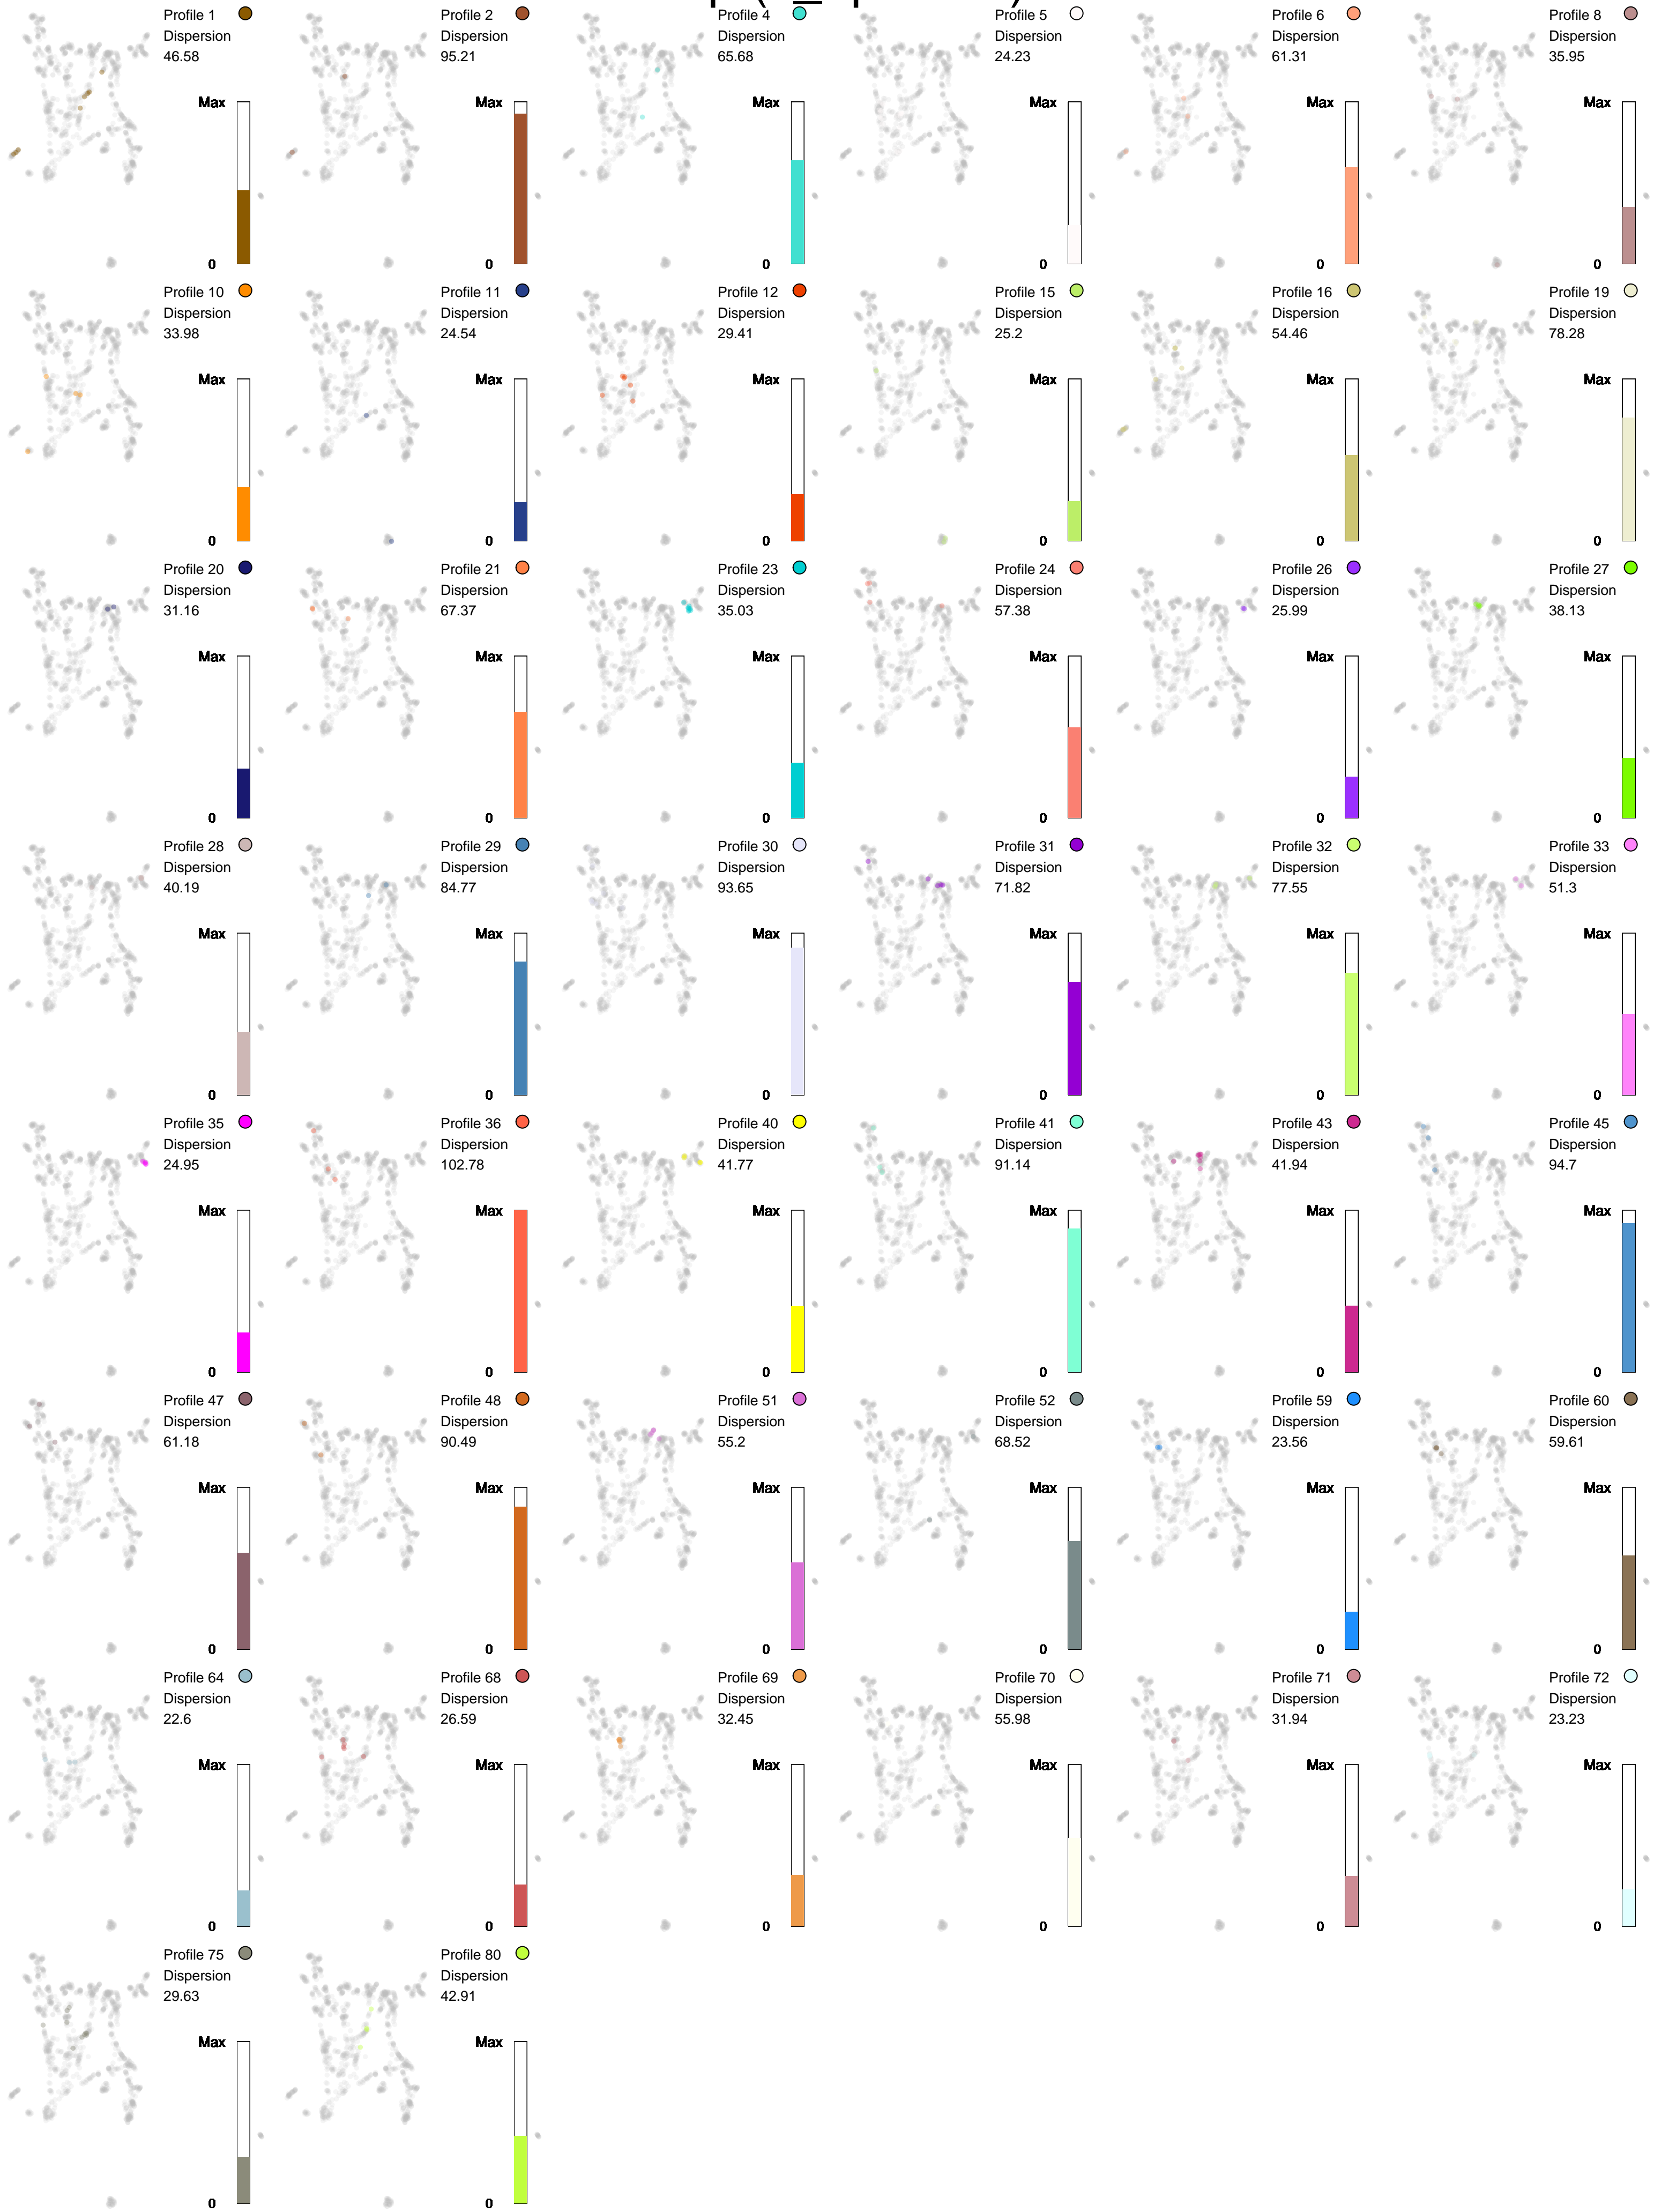 Profile 1
Dispersion
46.58
Max
0
Profile 2
Dispersion
95.21
Max
0
Profile 4
Dispersion
65.68
Max
0
Profile 5
Dispersion
24.23
Max
0
Profile 6
Dispersion
61.31
Max
0
Profile 8
Dispersion
35.95
Max
0
Profile 10
Dispersion
33.98
Max
0
Profile 11
Dispersion
24.54
Max
0
Profile 12
Dispersion
29.41
Max
0
Profile 15
Dispersion
25.2
Max
0
Profile 16
Dispersion
54.46
Max
0
Profile 19
Dispersion
78.28
Max
0
Profile 20
Dispersion
31.16
Max
0
Profile 21
Dispersion
67.37
Max
0
Profile 23
Dispersion
35.03
Max
0
Profile 24
Dispersion
57.38
Max
0
Profile 26
Dispersion
25.99
Max
0
Profile 27
Dispersion
38.13
Max
0
Profile 28
Dispersion
40.19
Max
0
Profile 29
Dispersion
84.77
Max
0
Profile 30
Dispersion
93.65
Max
0
Profile 31
Dispersion
71.82
Max
0
Profile 32
Dispersion
77.55
Max
0
Profile 33
Dispersion
51.3
Max
0
Profile 35
Dispersion
24.95
Max
0
Profile 36
Dispersion
102.78
Max
0
Profile 40
Dispersion
41.77
Max
0
Profile 41
Dispersion
91.14
Max
0
Profile 43
Dispersion
41.94
Max
0
Profile 45
Dispersion
94.7
Max
0
Profile 47
Dispersion
61.18
Max
0
Profile 48
Dispersion
90.49
Max
0
Profile 51
Dispersion
55.2
Max
0
Profile 52
Dispersion
68.52
Max
0
Profile 59
Dispersion
23.56
Max
0
Profile 60
Dispersion
59.61
Max
0
Profile 64
Dispersion
22.6
Max
0
Profile 68
Dispersion
26.59
Max
0
Profile 69
Dispersion
32.45
Max
0
Profile 70
Dispersion
55.98
Max
0
Profile 71
Dispersion
31.94
Max
0
Profile 72
Dispersion
23.23
Max
0
Profile 75
Dispersion
29.63
Max
0
Profile 80
Dispersion
42.91
Max
0